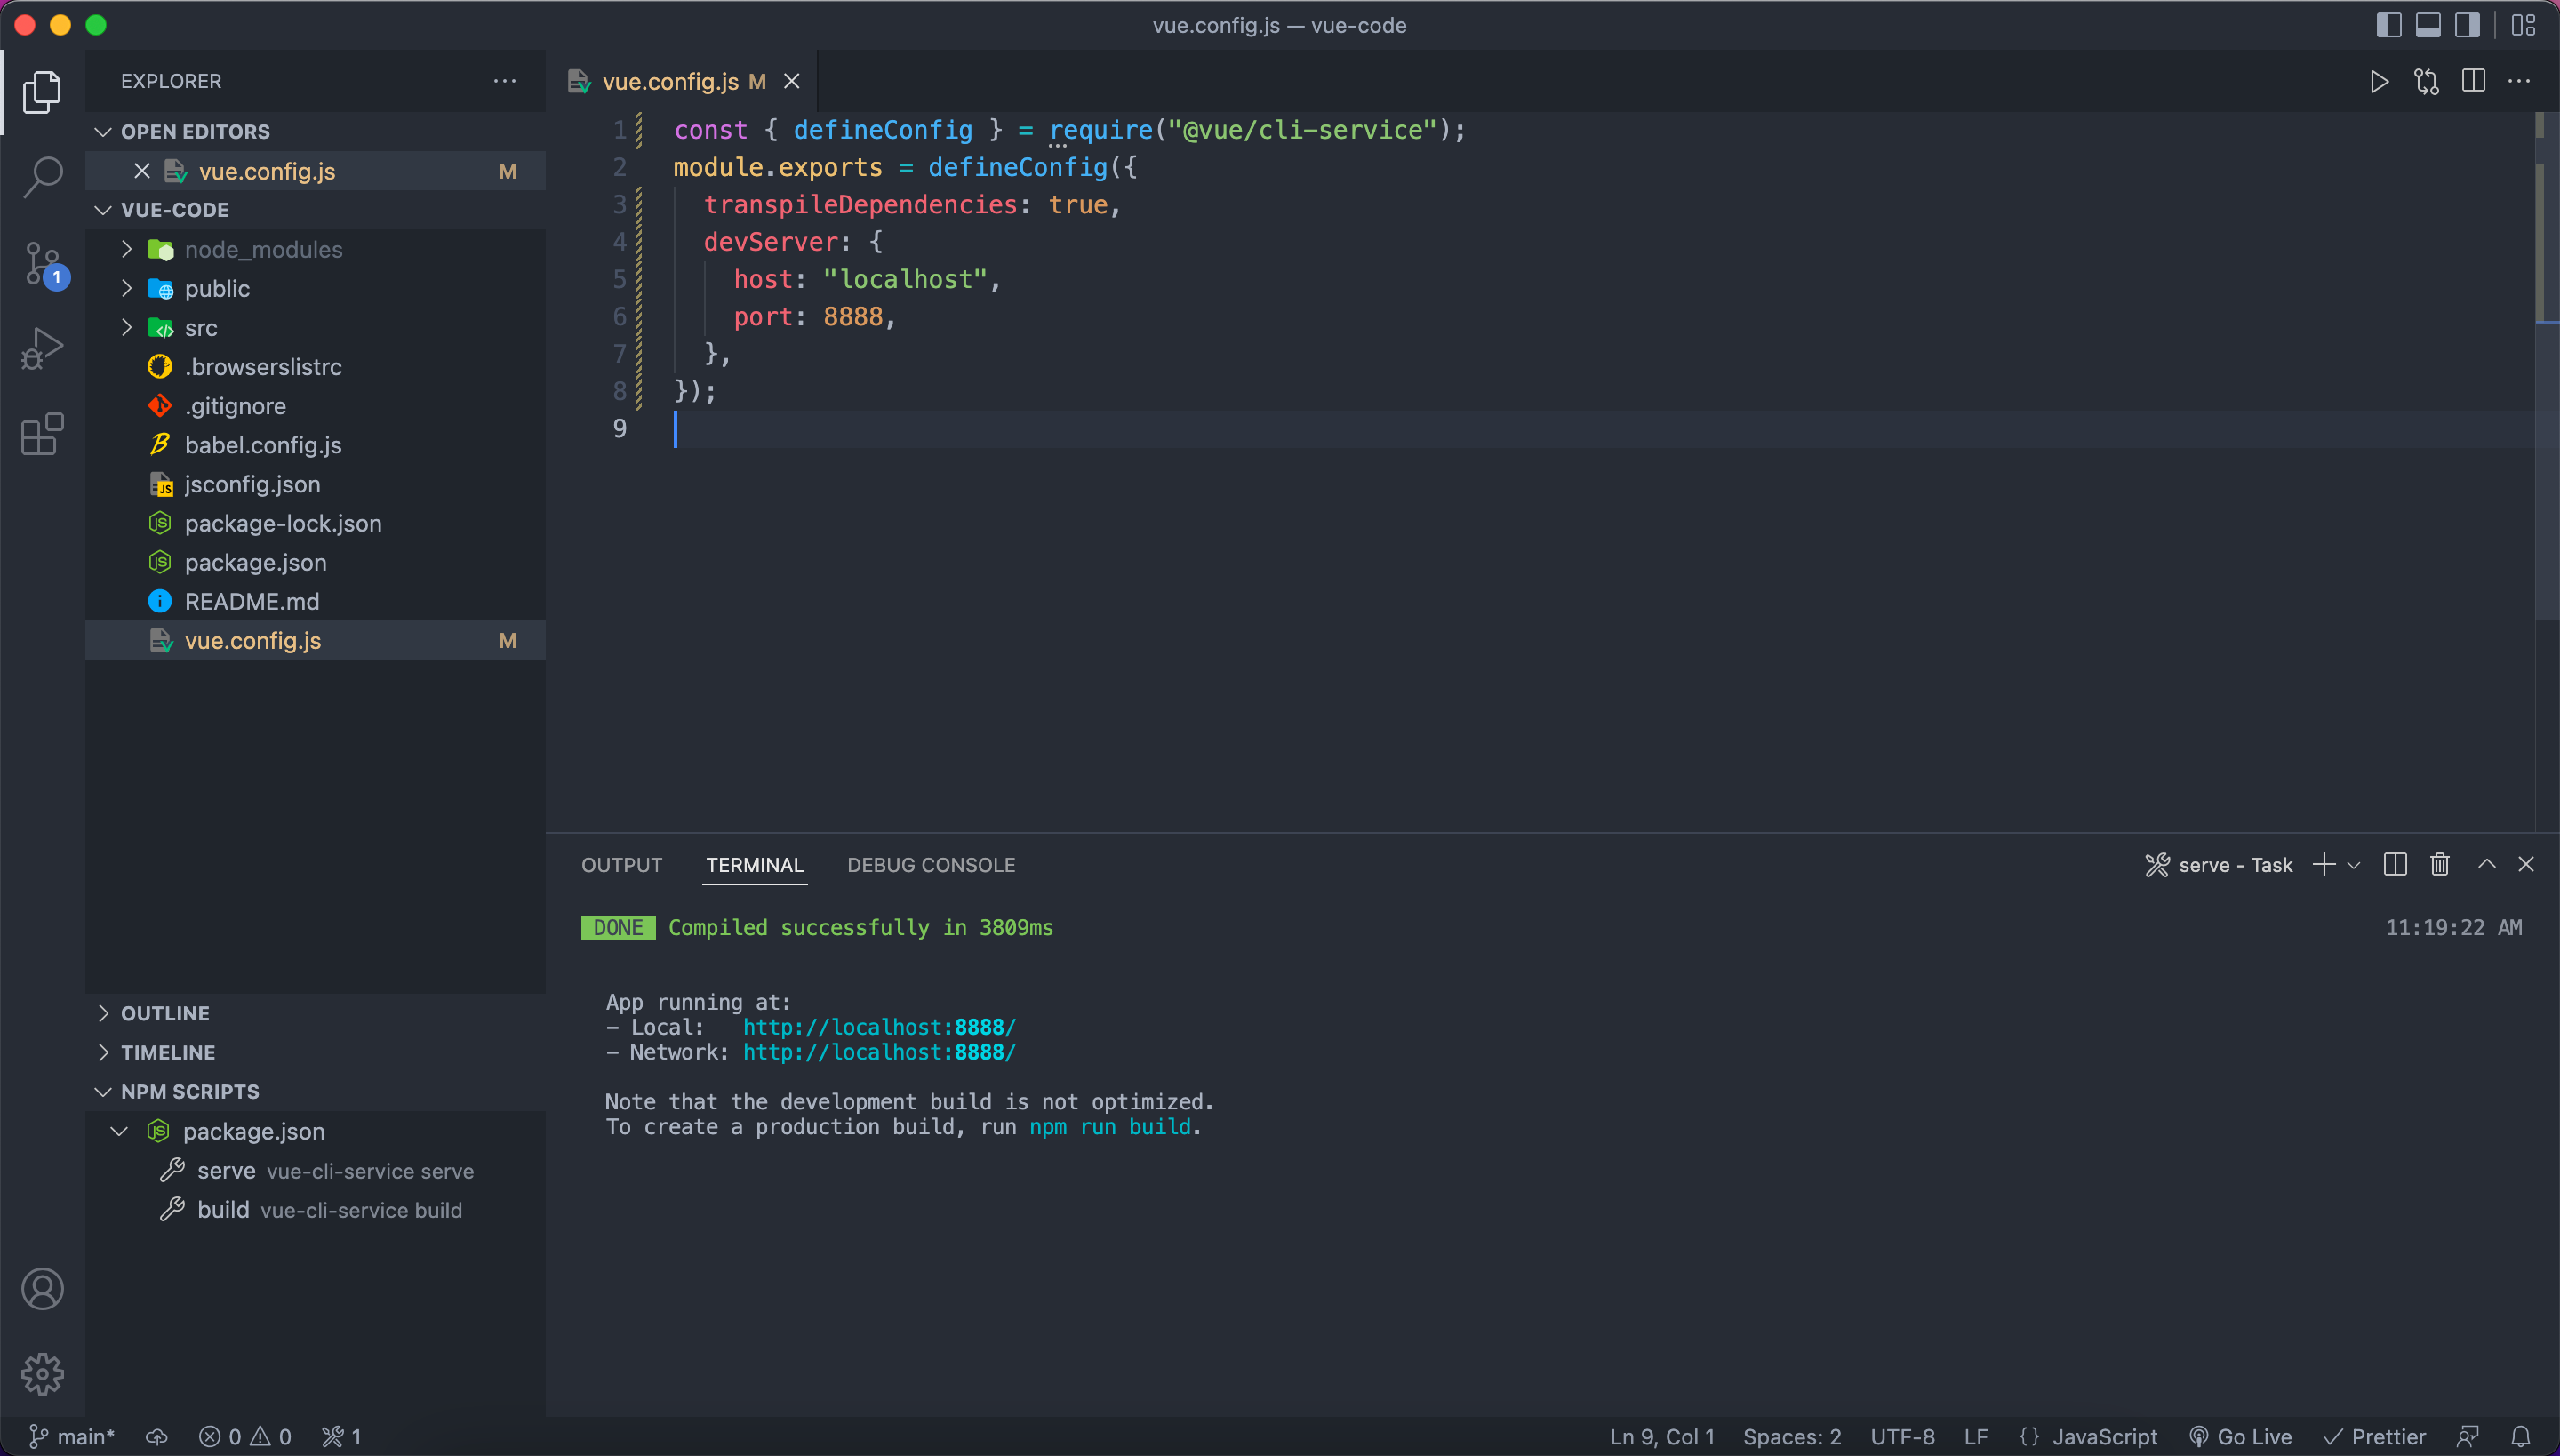 vue.config.js — vue-code
EXPLORER
OPEN EDITORS
vue.config.js M
VUE-CODE
node_modules
public
src
.browserslistrc
.gitignore
babel.config.js
jsconfig.json
package-lock.json
package.json
README.md
vue.config.js M
OUTLINE
TIMELINE
NPM SCRIPTS
package.json
serve vue-cli-service serve
build vue-cli-service build
1
vue.config.js M
1 const { defineConfig } = require("@vue/cli-service");
2 module.exports = defineConfig({
3 transpileDependencies: true,
4 devServer: {
5 host: "localhost",
6 port: 8888,
7 },
8 });
9
OUTPUT TERMINAL DEBUG CONSOLE serve - Task
DONE Compiled successfully in 3809ms 11:19:22 AM
App running at:
- Local: http://localhost:8888/
- Network: http://localhost:8888/
Note that the development build is not optimized.
To create a production build, run npm run build.
main* 0 0 1 Ln 9, Col 1 Spaces: 2 UTF-8 LF {} JavaScript Go Live Prettier